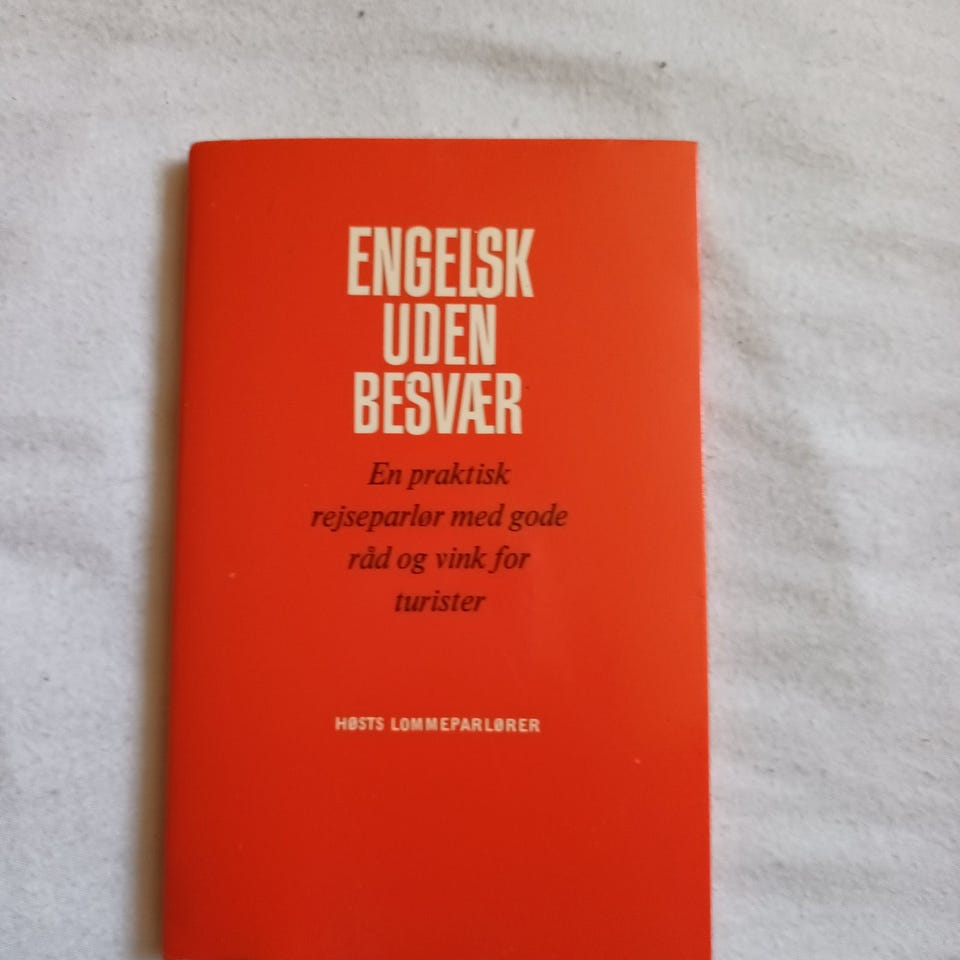 ENGELSK
UDEN
BESVÆR
En praktisk
rejseparlør med gode
råd og vink for
turister
HØSTS LOMMEPARLØRER